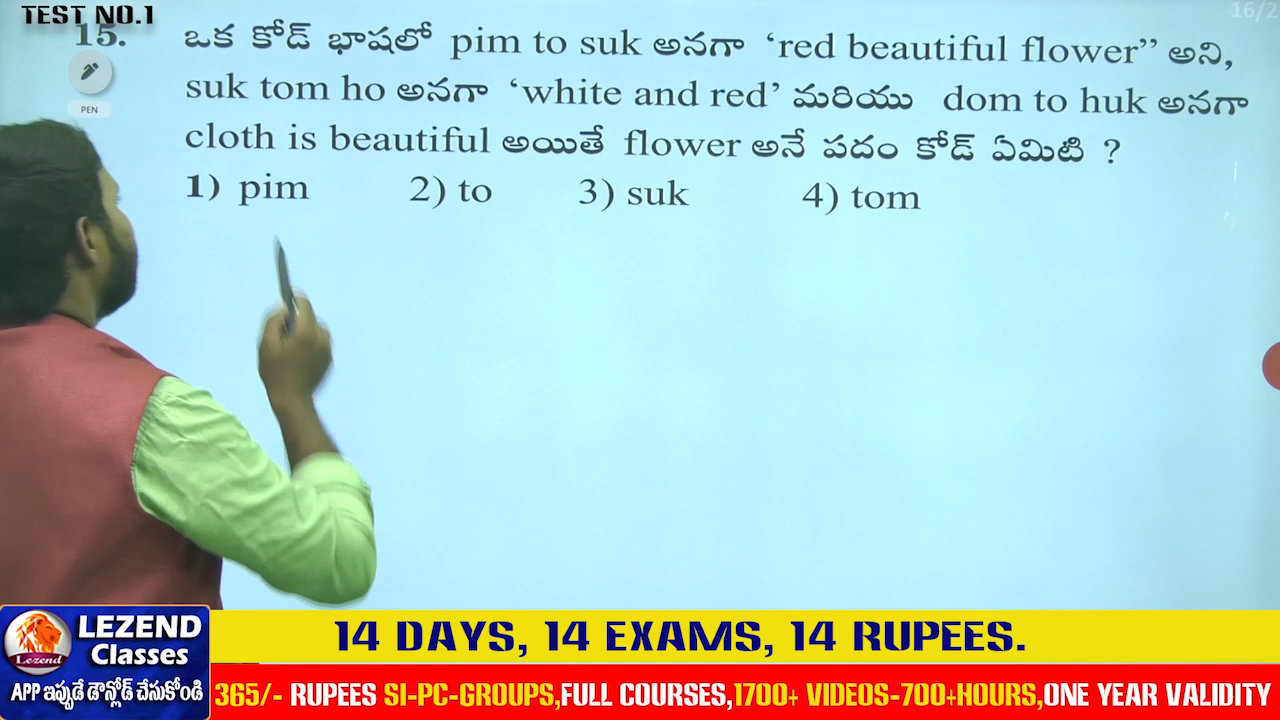 TEST NO.1
16/2
15. ఒక కోడ్ భాషలో pim to suk అనగా ‘red beautiful flower” అని,
PEN
suk tom ho అనగా ‘white and red’ మరియు dom to huk అనగా
cloth is beautiful అయితే flower అనే పదం కోడ్ ఏమిటి ?
1) pim 2) to 3) suk 4) tom
LEZEND
Classes
Lezend
APP ఇప్పుడే డౌన్లోడ్ చేసుకోండి
14 DAYS, 14 EXAMS, 14 RUPEES.
365/- RUPEES SI-PC-GROUPS,FULL COURSES,1700+ VIDEOS-700+HOURS,ONE YEAR VALIDITY